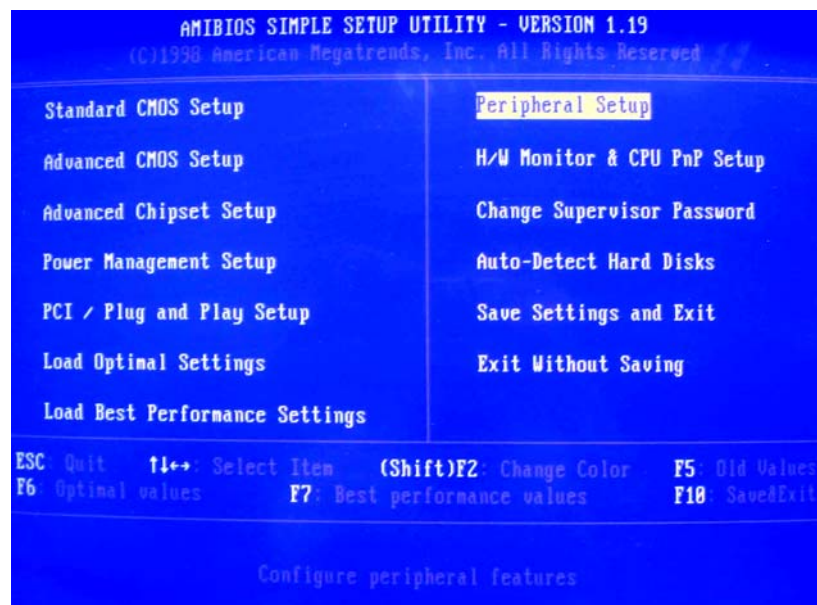 AMIBIOS SIMPLE SETUP UTILITY - VERSION 1.19
(C)1998 American Megatrends, Inc. All Rights Reserved
Standard CMOS Setup
Advanced CMOS Setup
Advanced Chipset Setup
Power Management Setup
PCI / Plug and Play Setup
Load Optimal Settings
Load Best Performance Settings
Peripheral Setup
H/W Monitor & CPU PnP Setup
Change Supervisor Password
Auto-Detect Hard Disks
Save Settings and Exit
Exit Without Saving
ESC: Quit ↑↓←→: Select Item (Shift)F2: Change Color F5: Old Values
F6: Optimal values F7: Best performance values F10: Save&Exit
Configure peripheral features